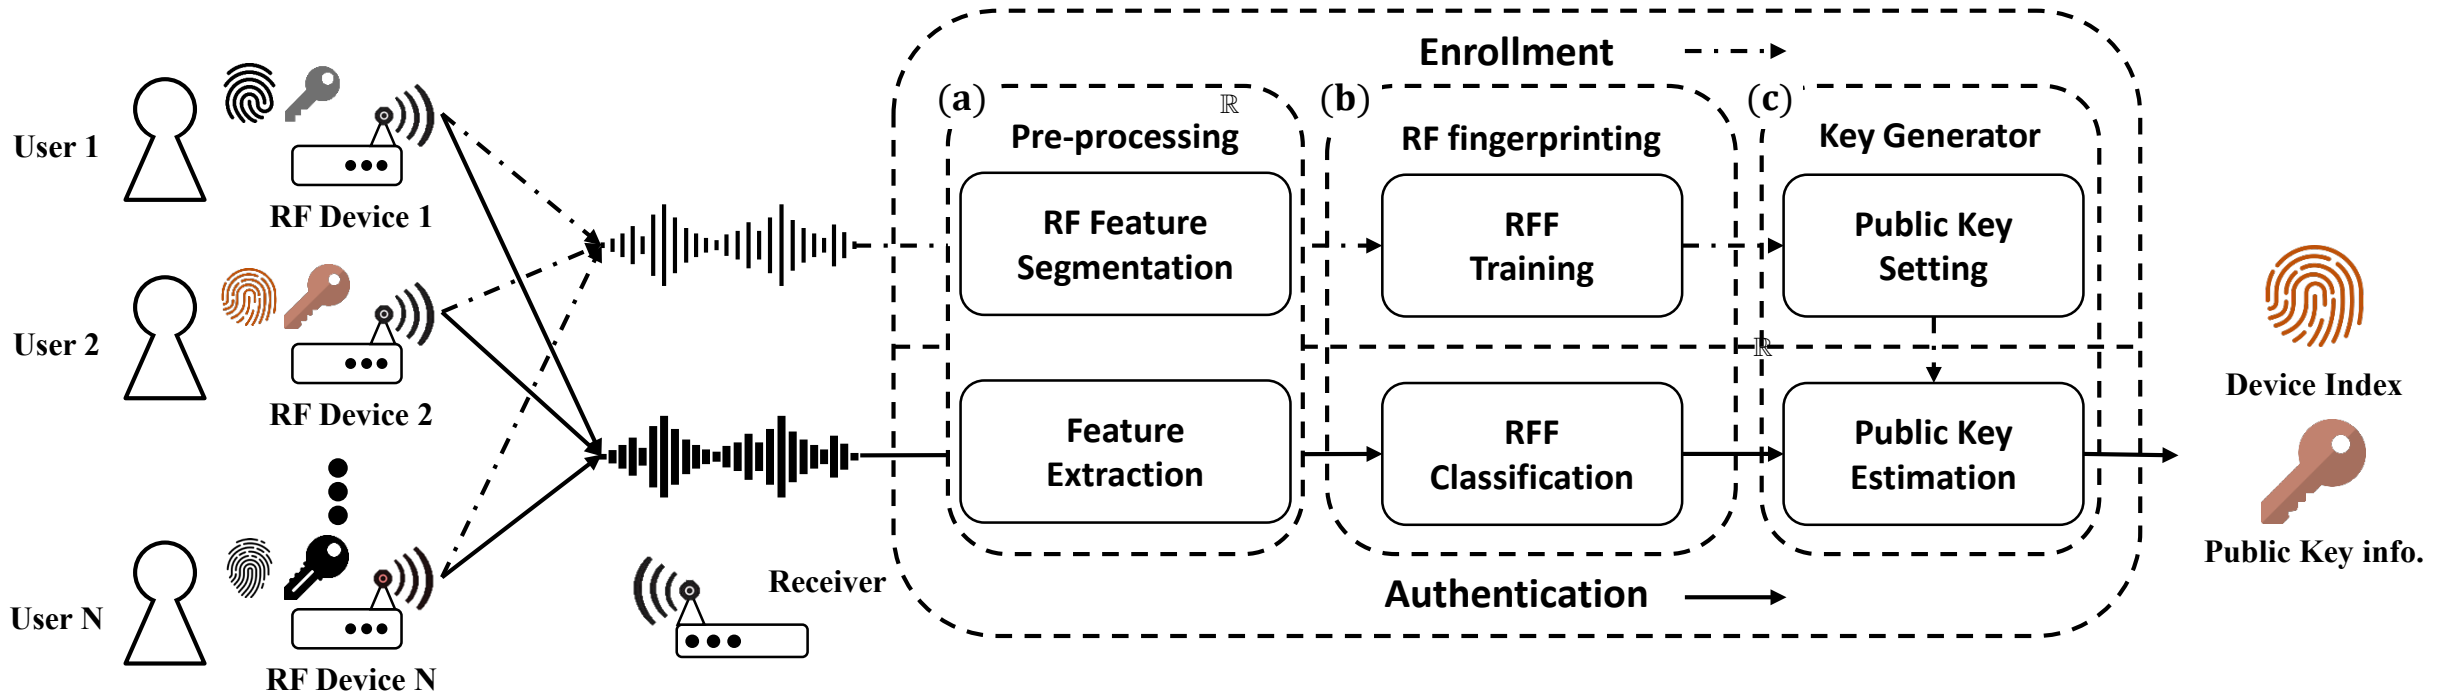 Enrollment
(a)
ℝ
Pre-processing
RF Feature
Segmentation
Feature
Extraction
(b)
RF fingerprinting
RFF
Training
RFF
Classification
(c)
Key Generator
Public Key
Setting
ℝ
Public Key
Estimation
Authentication
User 1
RF Device 1
User 2
RF Device 2
User N
RF Device N
Receiver
Device Index
Public Key info.